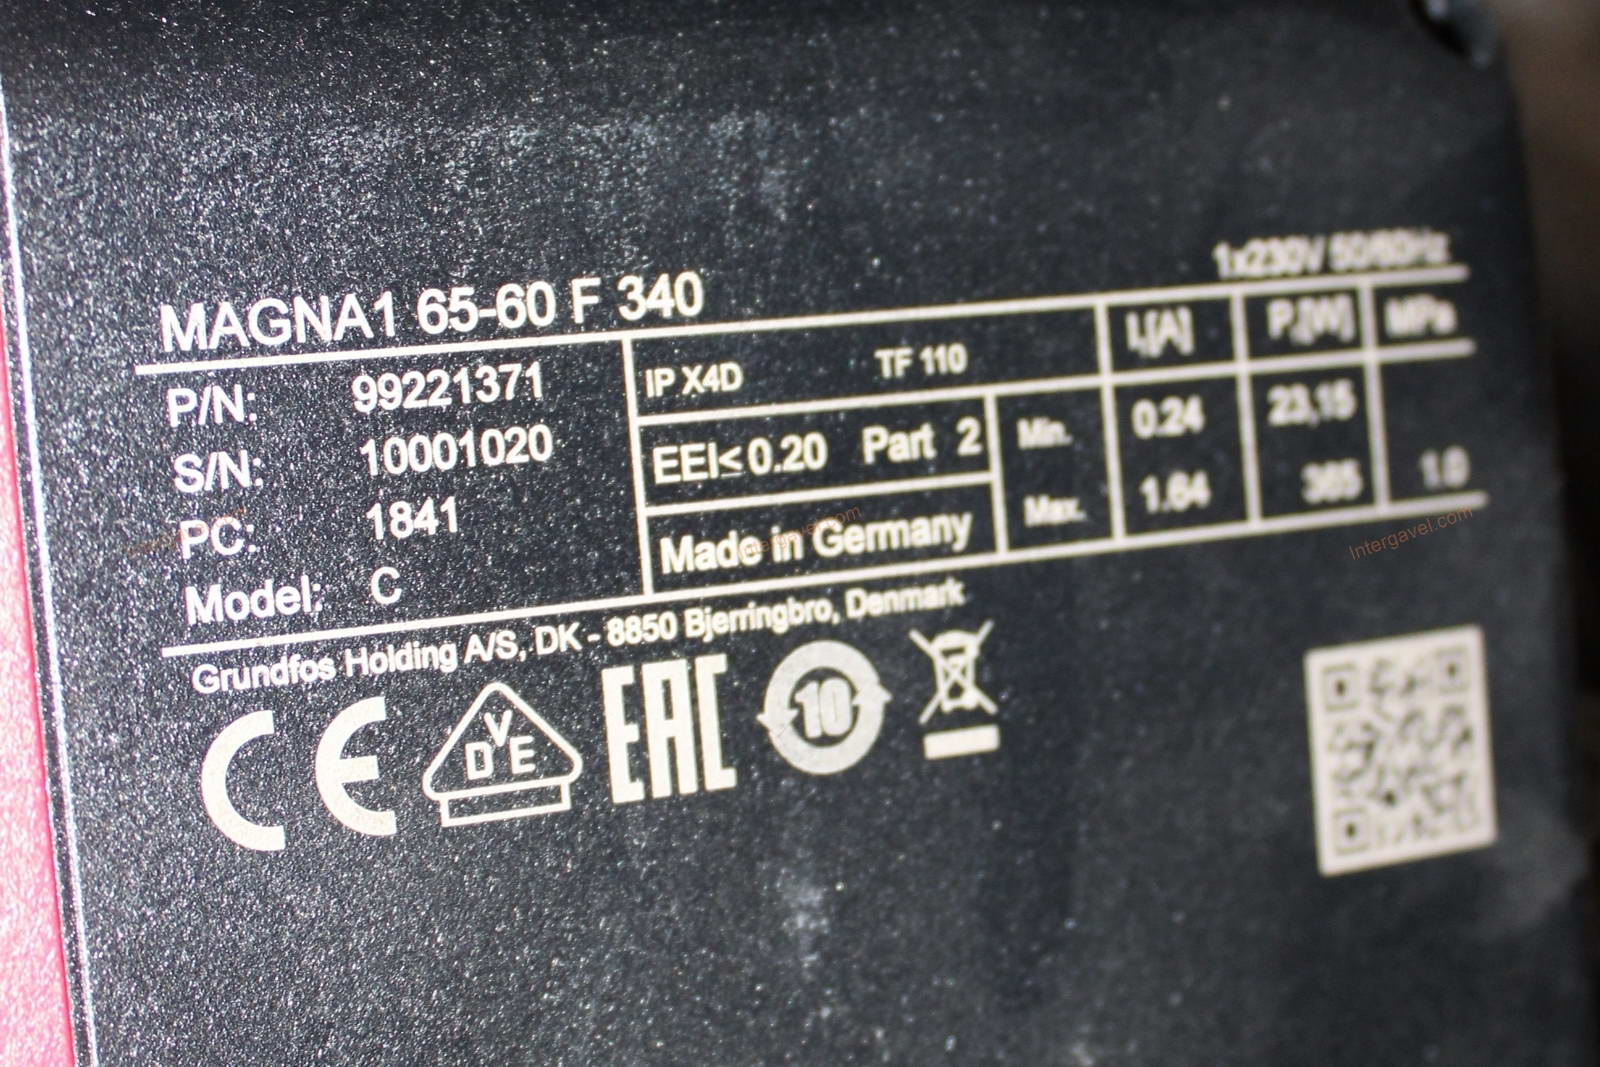 1x230V 50/60Hz
MAGNA1 65-60 F 340
P/N: 99221371
S/N: 10001020
PC: 1841
Model: C
IP X4D TF 110
EEI≤0.20 Part 2
Made in Germany
I₁[A] P₁[W] MPa
Min. 0.24 23,15
Max. 1.64 365 1.0
Grundfos Holding A/S, DK - 8850 Bjerringbro, Denmark
CE VDE EAC 10
Intergavel.com
Intergavel.com